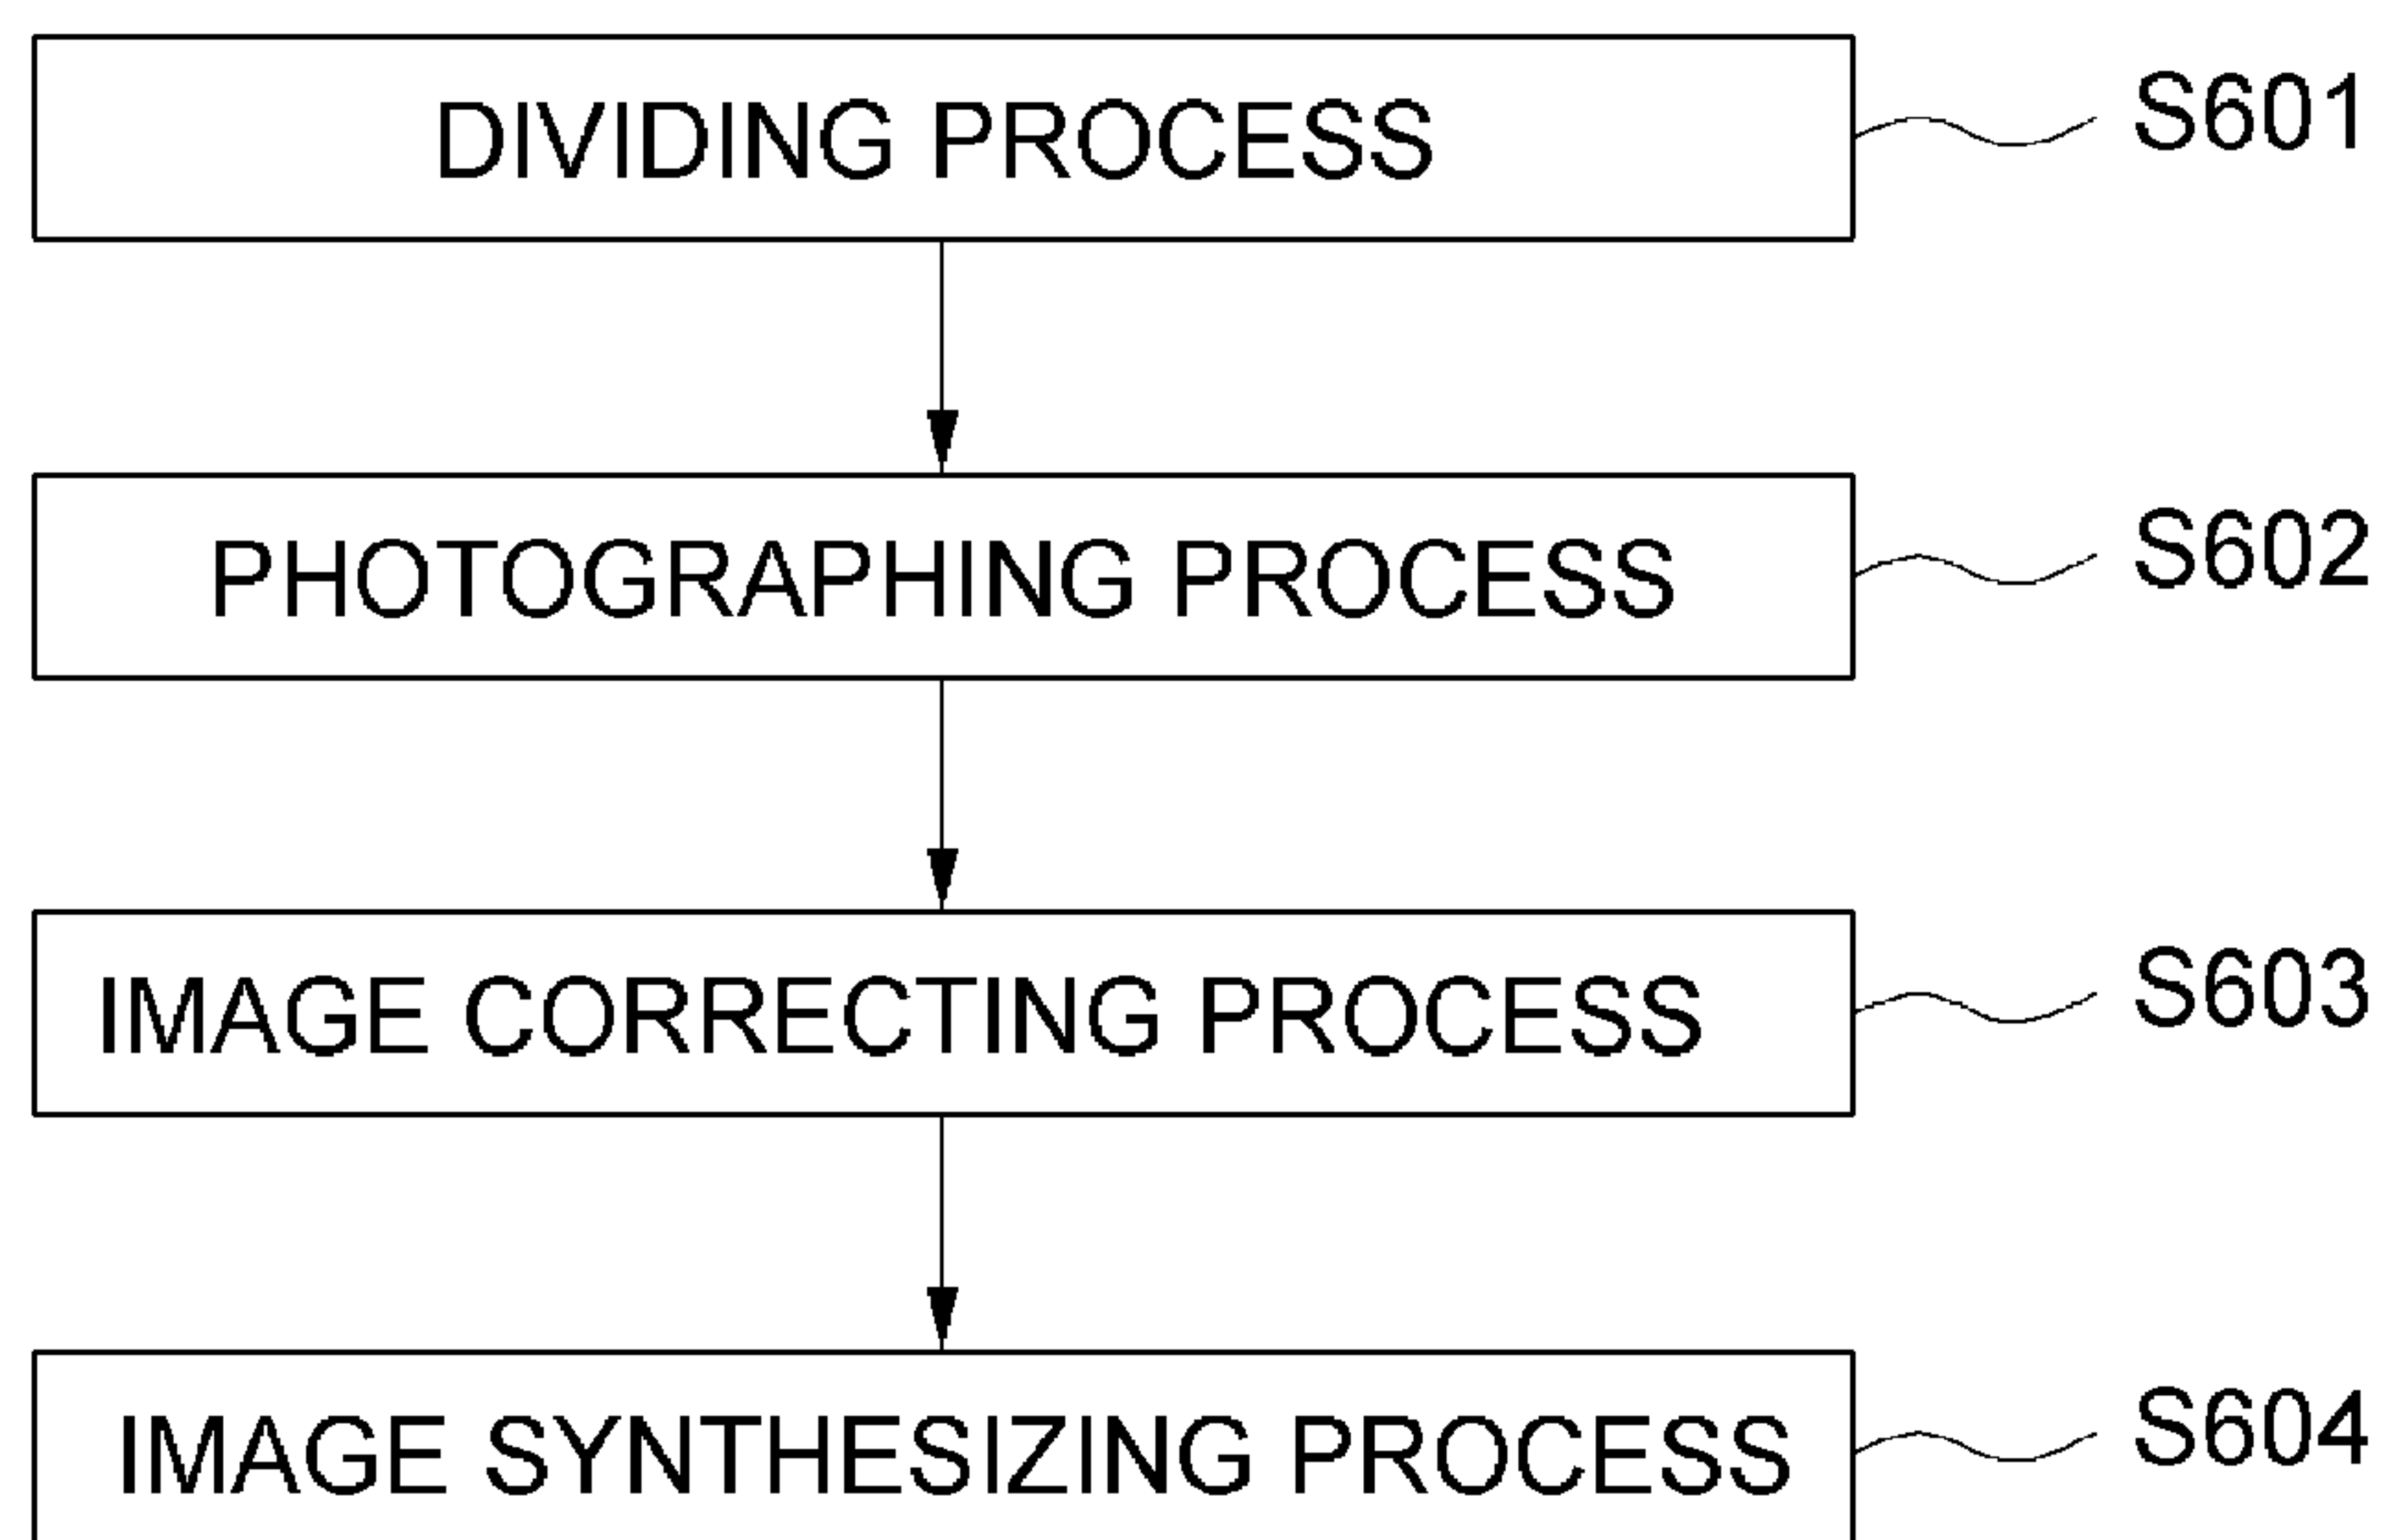 DIVIDING PROCESS S601
PHOTOGRAPHING PROCESS S602
IMAGE CORRECTING PROCESS S603
IMAGE SYNTHESIZING PROCESS S604